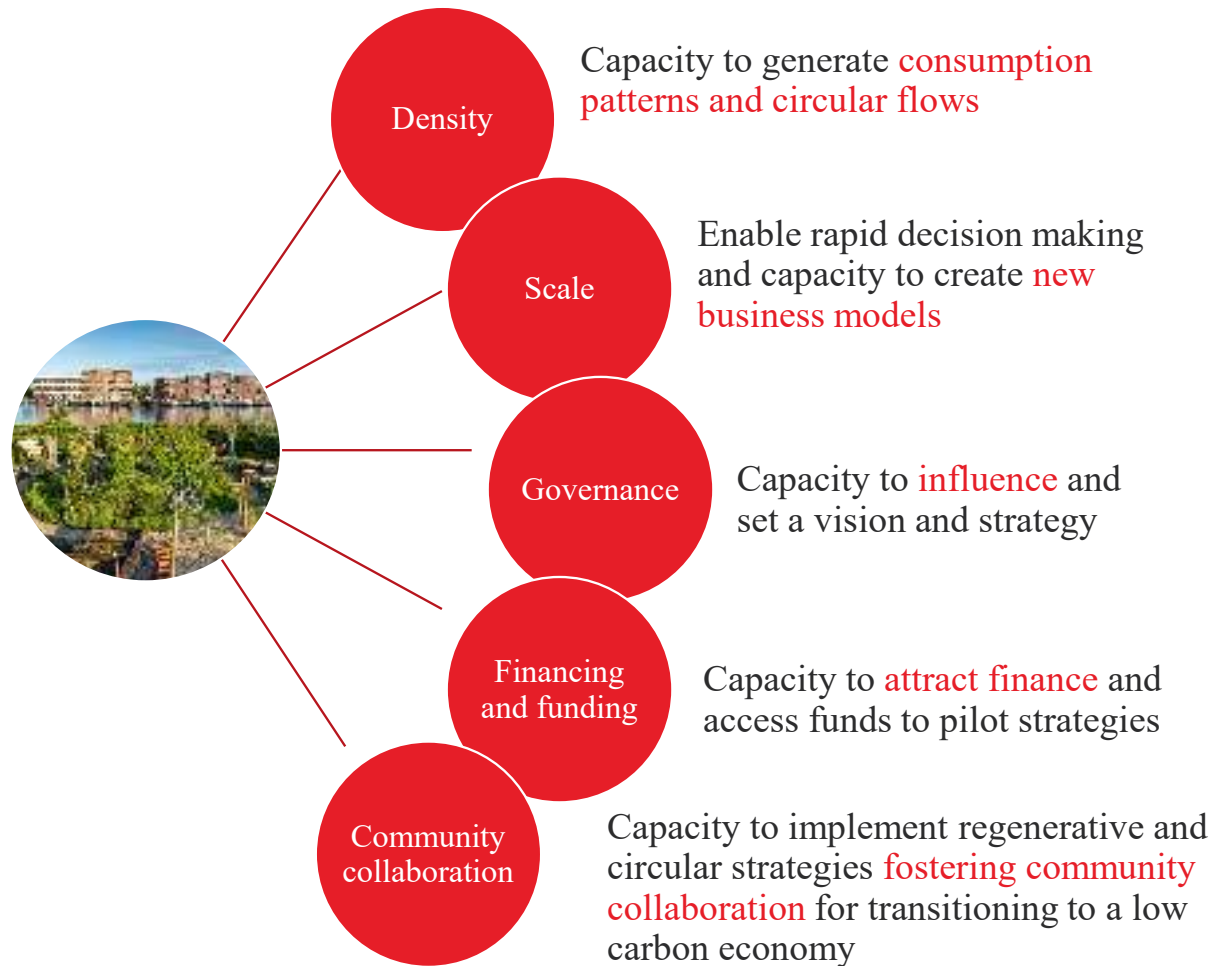 Density
Capacity to generate consumption
patterns and circular flows
Scale
Enable rapid decision making
and capacity to create new
business models
Governance
Capacity to influence and
set a vision and strategy
Financing
and funding
Capacity to attract finance and
access funds to pilot strategies
Community
collaboration
Capacity to implement regenerative and
circular strategies fostering community
collaboration for transitioning to a low
carbon economy